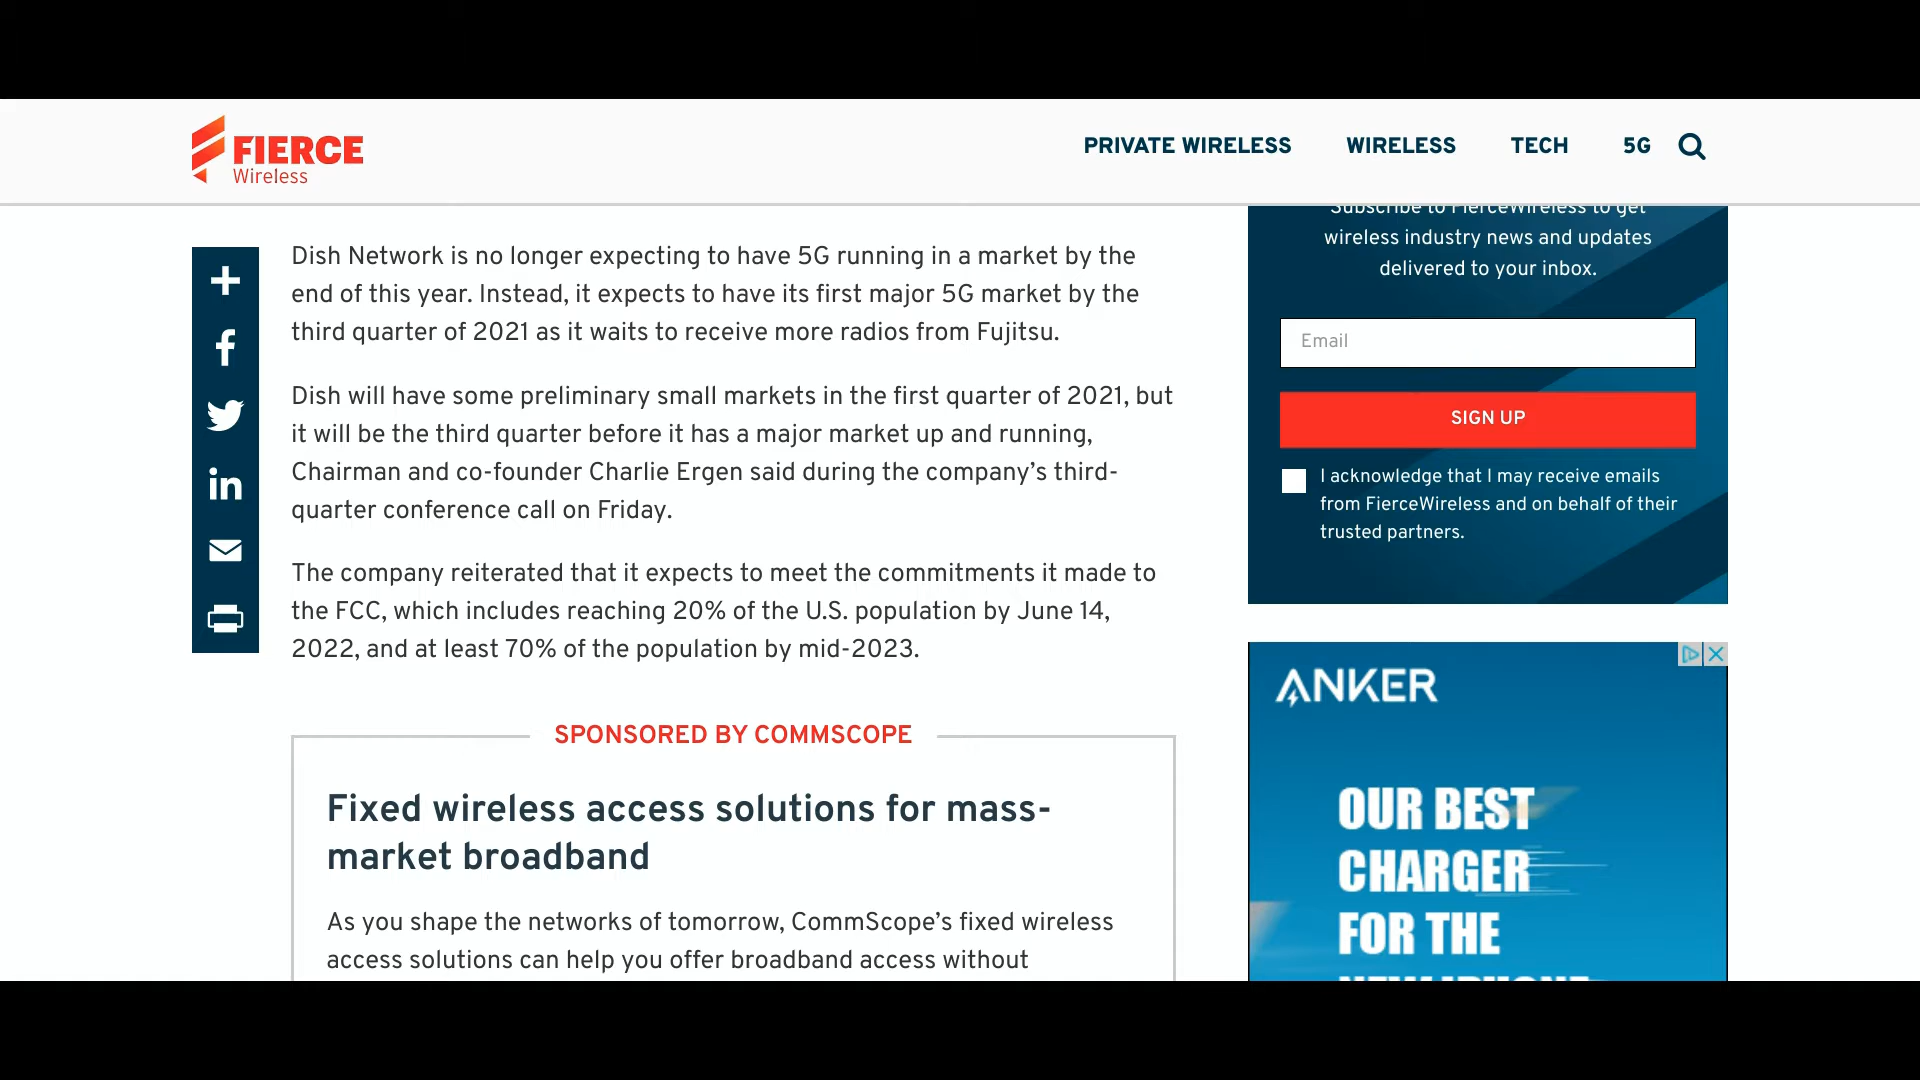 FIERCE
Wireless
PRIVATE WIRELESS
WIRELESS
TECH
5G
Dish Network is no longer expecting to have 5G running in a market by the
end of this year. Instead, it expects to have its first major 5G market by the
third quarter of 2021 as it waits to receive more radios from Fujitsu.
Dish will have some preliminary small markets in the first quarter of 2021, but
it will be the third quarter before it has a major market up and running,
Chairman and co-founder Charlie Ergen said during the company’s third-
quarter conference call on Friday.
The company reiterated that it expects to meet the commitments it made to
the FCC, which includes reaching 20% of the U.S. population by June 14,
2022, and at least 70% of the population by mid-2023.
SPONSORED BY COMMSCOPE
Fixed wireless access solutions for mass-
market broadband
As you shape the networks of tomorrow, CommScope’s fixed wireless
access solutions can help you offer broadband access without
Subscribe to FierceWireless to get
wireless industry news and updates
delivered to your inbox.
Email
SIGN UP
I acknowledge that I may receive emails
from FierceWireless and on behalf of their
trusted partners.
ANKER
OUR BEST
CHARGER
FOR THE
NEW IPHONE